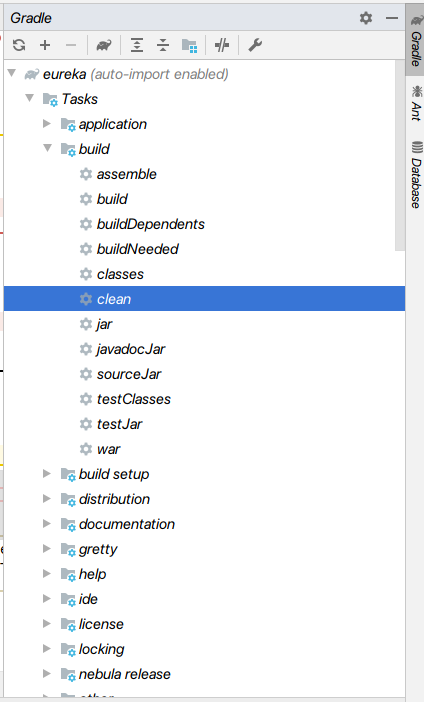 Gradle
eureka (auto-import enabled)
Tasks
application
build
assemble
build
buildDependents
buildNeeded
classes
clean
jar
javadocJar
sourceJar
testClasses
testJar
war
build setup
distribution
documentation
gretty
help
ide
license
locking
nebula release
Gradle
Ant
Database